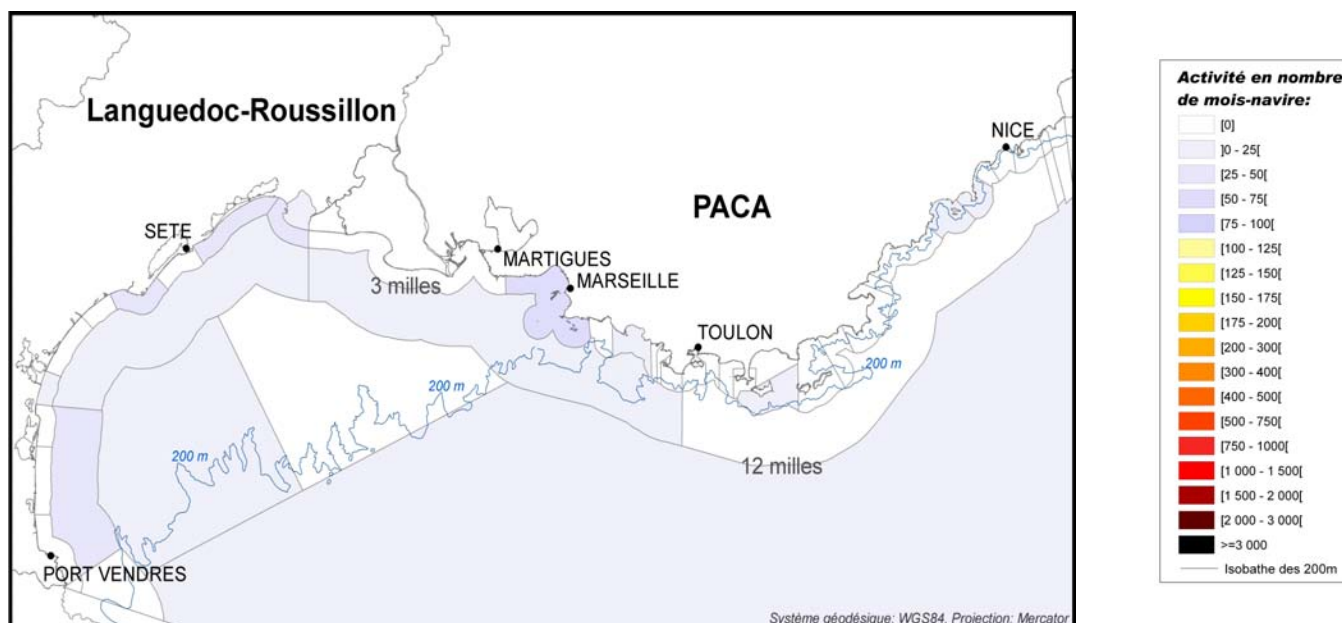 Languedoc-Roussillon
NICE
PACA
SETE
MARTIGUES
3 milles
MARSEILLE
TOULON
200 m
200 m
200 m
12 milles
PORT VENDRES
Système géodésique: WGS84, Projection: Mercator
Activité en nombre
de mois-navire:
[0]
]0 - 25[
[25 - 50[
[50 - 75[
[75 - 100[
[100 - 125[
[125 - 150[
[150 - 175[
[175 - 200[
[200 - 300[
[300 - 400[
[400 - 500[
[500 - 750[
[750 - 1000[
[1 000 - 1 500[
[1 500 - 2 000[
[2 000 - 3 000[
>=3 000
Isobathe des 200m